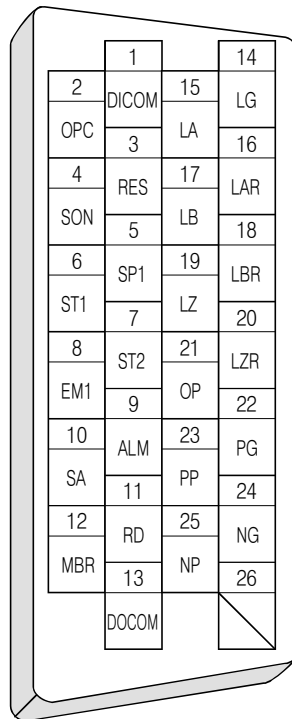 1 14
2 15
DICOM LG
OPC LA
3 16
4 17
RES LAR
SON LB
5 18
6 19
SP1 LBR
ST1 LZ
7 20
8 21
ST2 LZR
EM1 OP
9 22
10 23
ALM PG
SA PP
11 24
12 25
RD NG
MBR NP
13 26
DOCOM